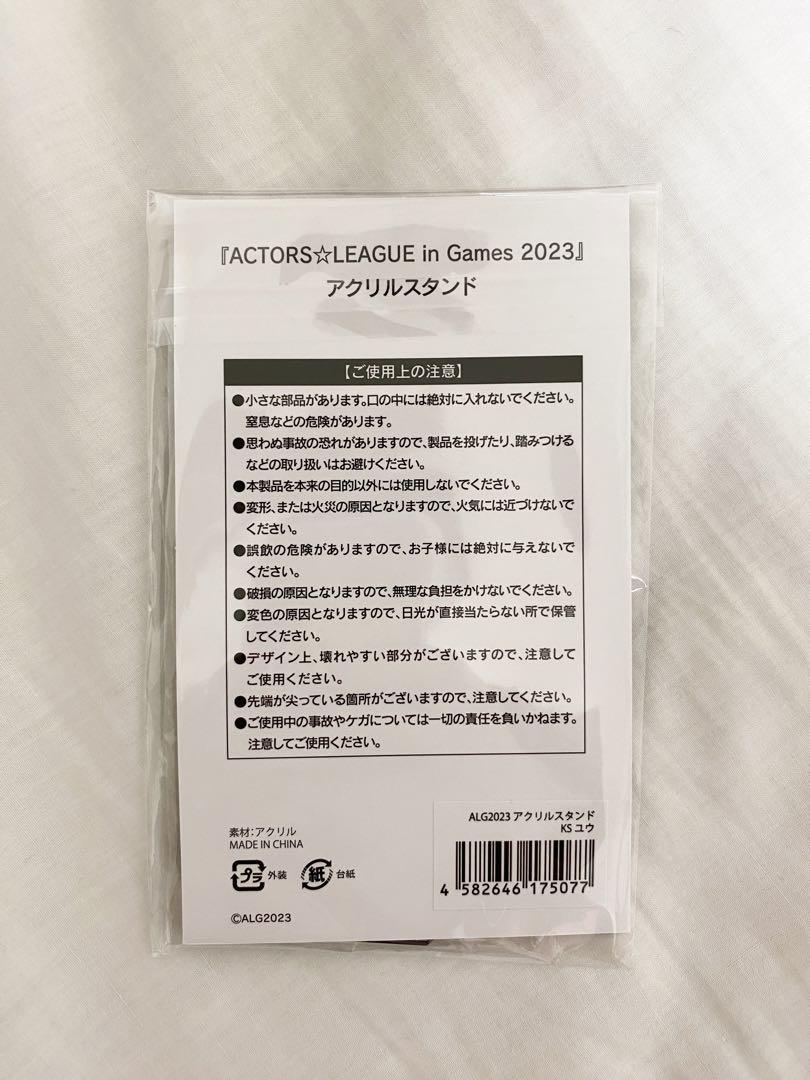 『ACTORS☆LEAGUE in Games 2023』
アクリルスタンド
【ご使用上の注意】
●小さな部品があります。口の中には絶対に入れないでください。
窒息などの危険があります。
●思わぬ事故の恐れがありますので、製品を投げたり、踏みつける
などの取り扱いはお避けください。
●本製品を本来の目的以外には使用しないでください。
●変形、または火災の原因となりますので、火気には近づけないで
ください。
●誤飲の危険がありますので、お子様には絶対に与えないで
ください。
●破損の原因となりますので、無理な負担をかけないでください。
●変色の原因となりますので、日光が直接当たらない所で保管
してください。
●デザイン上、壊れやすい部分がございますので、注意して
ご使用ください。
●先端が尖っている箇所がございますので、注意してください。
●ご使用中の事故やケガについては一切の責任を負いかねます。
注意してご使用ください。
素材：アクリル
MADE IN CHINA
プラ 外装 紙 台紙
©ALG2023
ALG2023 アクリルスタンド
KS ユウ
4 582646 175077